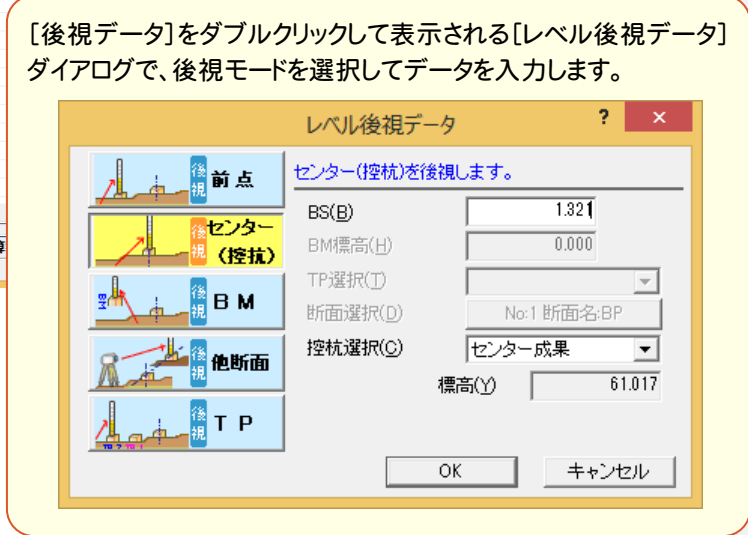 ［後視データ］をダブルクリックして表示される［レベル後視データ］
ダイアログで、後視モードを選択してデータを入力します。
レベル後視データ
? ×
後視 前点
後視 センター(控抗)
後視 BM
後視 他断面
後視 TP
センター(控杭)を後視します。
BS(B) 1.321
BM標高(H) 0.000
TP選択(T)
断面選択(D) No:1 断面名:BP
控杭選択(C) センター成果
標高(Y) 61.017
OK キャンセル